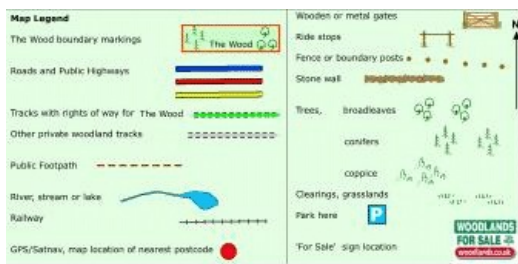 Map Legend
The Wood boundary markings
The Wood
Roads and Public Highways
Tracks with rights of way for The Wood
Other private woodland tracks
Public Footpath
River, stream or lake
Railway
GPS/Satnav, map location of nearest postcode
Wooden or metal gates
Ride stops
Fence or boundary posts
Stone wall
Trees, broadleaves
conifers
coppice
Clearings, grasslands
Park here
P
'For Sale' sign location
N
WOODLANDS
FOR SALE
woodlands.co.uk